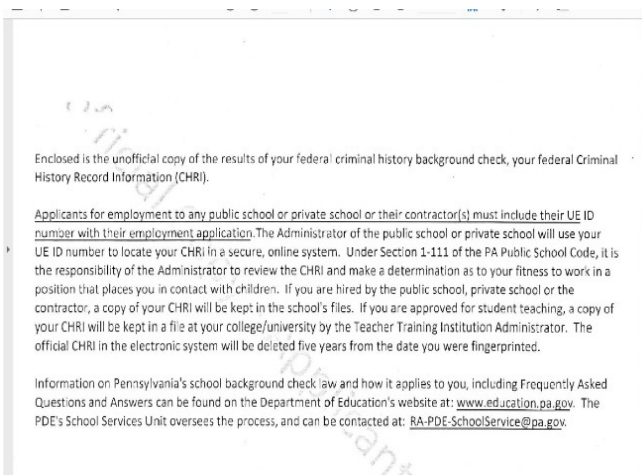 Enclosed is the unofficial copy of the results of your federal criminal history background check, your federal Criminal
History Record Information (CHRI).
Applicants for employment to any public school or private school or their contractor(s) must include their UE ID
number with their employment application.The Administrator of the public school or private school will use your
UE ID number to locate your CHRI in a secure, online system. Under Section 1-111 of the PA Public School Code, it is
the responsibility of the Administrator to review the CHRI and make a determination as to your fitness to work in a
position that places you in contact with children. If you are hired by the public school, private school or the
contractor, a copy of your CHRI will be kept in the school's files. If you are approved for student teaching, a copy of
your CHRI will be kept in a file at your college/university by the Teacher Training Institution Administrator. The
official CHRI in the electronic system will be deleted five years from the date you were fingerprinted.
Information on Pennsylvania's school background check law and how it applies to you, including Frequently Asked
Questions and Answers can be found on the Department of Education's website at: www.education.pa.gov. The
PDE's School Services Unit oversees the process, and can be contacted at: RA-PDE-SchoolService@pa.gov.